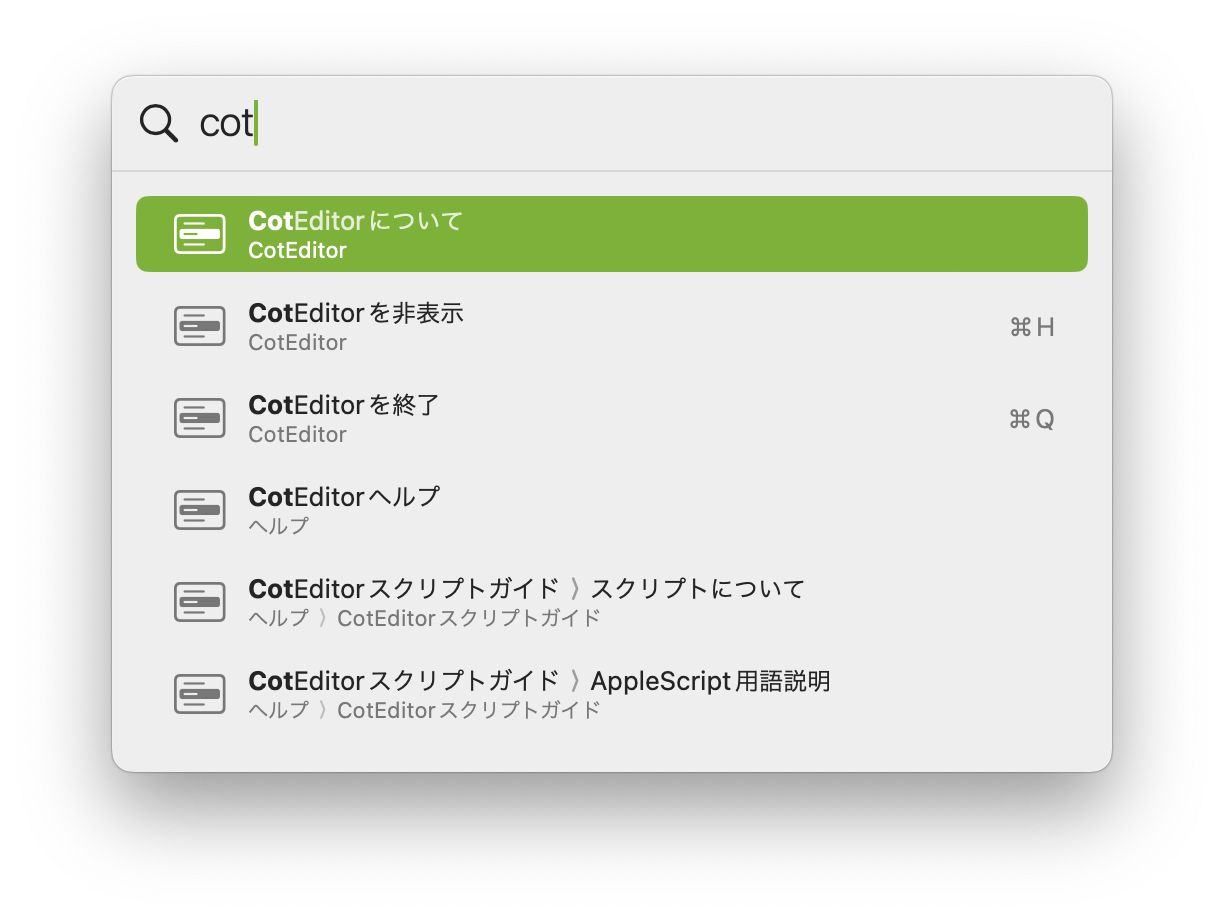 cot
CotEditorについて
CotEditor
CotEditorを非表示
CotEditor
⌘H
CotEditorを終了
CotEditor
⌘Q
CotEditorヘルプ
ヘルプ
CotEditorスクリプトガイド 〉 スクリプトについて
ヘルプ 〉 CotEditorスクリプトガイド
CotEditorスクリプトガイド 〉 AppleScript用語説明
ヘルプ 〉 CotEditorスクリプトガイド